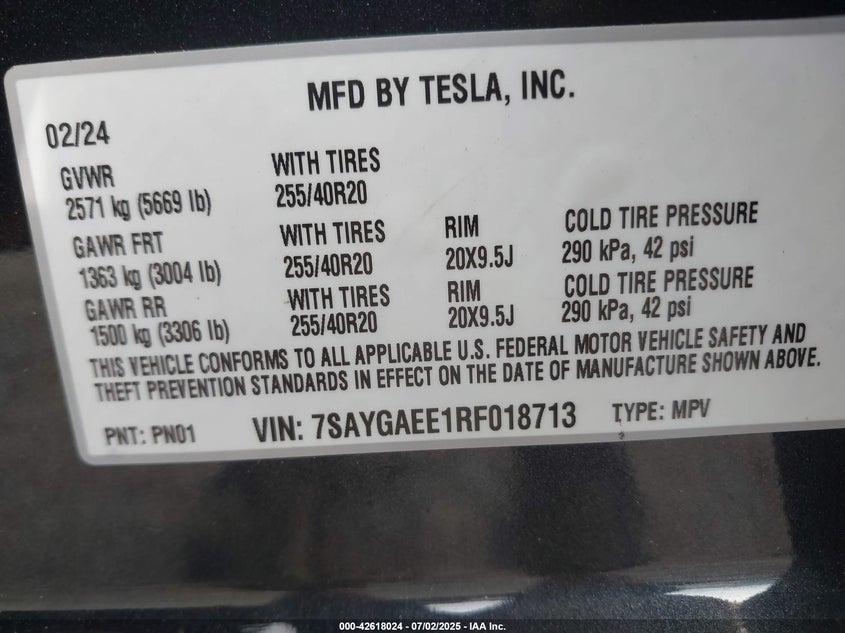 MFD BY TESLA, INC.
02/24
GVWR WITH TIRES
2571 kg (5669 lb) 255/40R20
GAWR FRT WITH TIRES RIM COLD TIRE PRESSURE
1363 kg (3004 lb) 255/40R20 20X9.5J 290 kPa, 42 psi
GAWR RR WITH TIRES RIM COLD TIRE PRESSURE
1500 kg (3306 lb) 255/40R20 20X9.5J 290 kPa, 42 psi
THIS VEHICLE CONFORMS TO ALL APPLICABLE U.S. FEDERAL MOTOR VEHICLE SAFETY AND
THEFT PREVENTION STANDARDS IN EFFECT ON THE DATE OF MANUFACTURE SHOWN ABOVE.
PNT: PN01 VIN: 7SAYGAEE1RF018713 TYPE: MPV
000-42618024 - 07/02/2025 - IAA Inc.